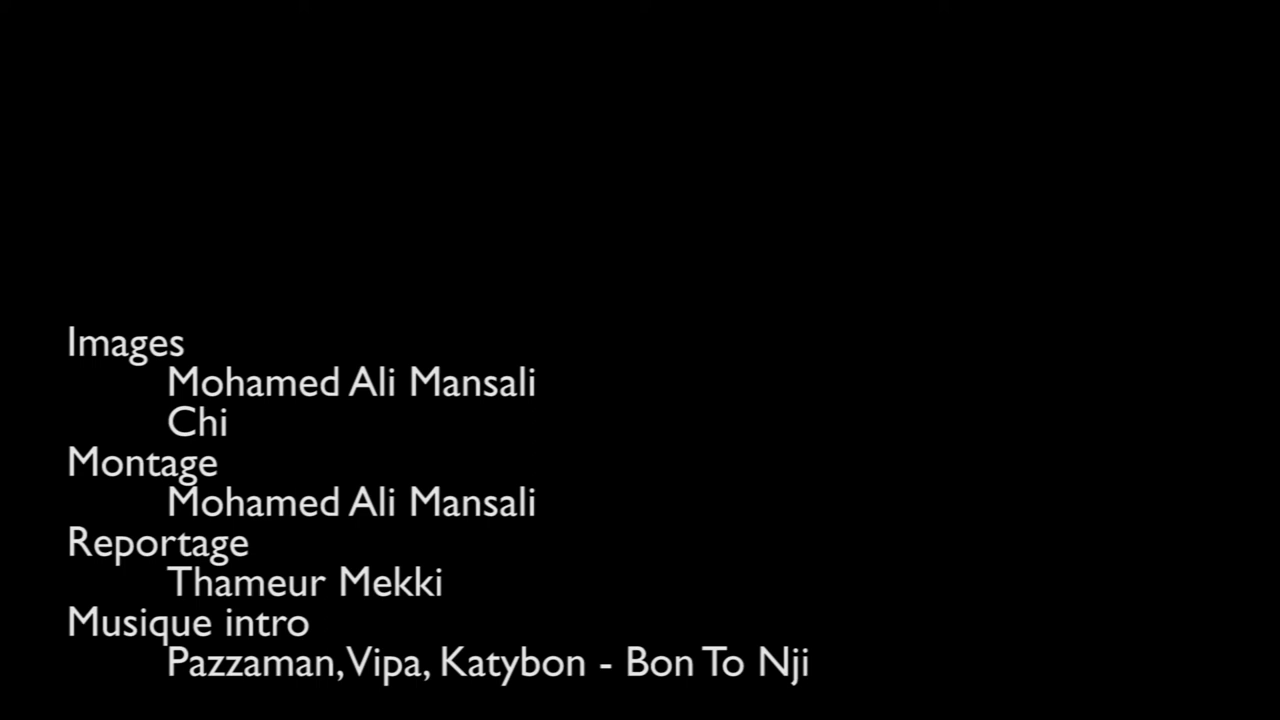 Images
Mohamed Ali Mansali
Chi
Montage
Mohamed Ali Mansali
Reportage
Thameur Mekki
Musique intro
Pazzaman, Vipa, Katybon - Bon To Nji